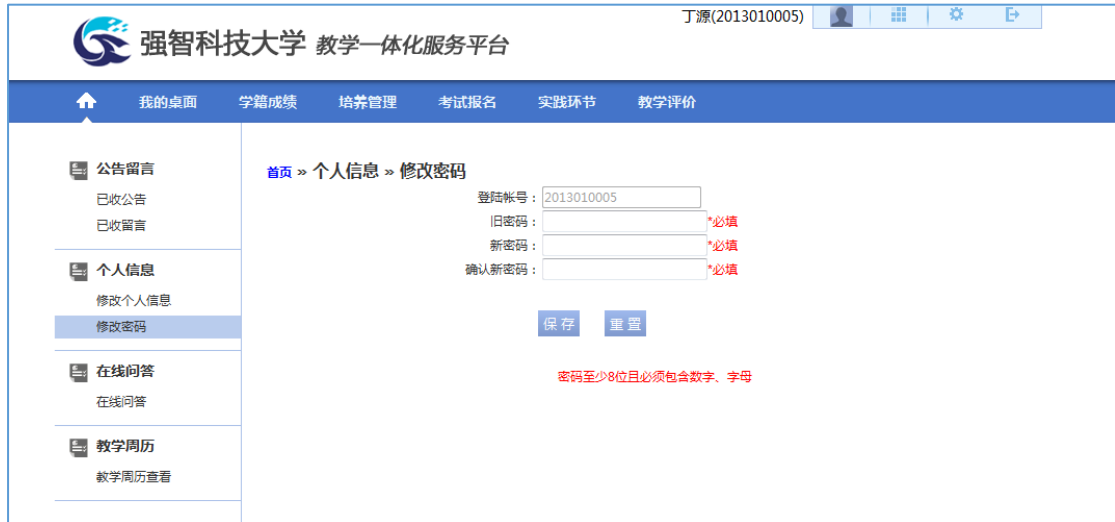 丁源(2013010005)
强智科技大学 教学一体化服务平台
我的桌面 学籍成绩 培养管理 考试报名 实践环节 教学评价
公告留言
已收公告
已收留言
个人信息
修改个人信息
修改密码
在线问答
在线问答
教学周历
教学周历查看
首页 » 个人信息 » 修改密码
登陆帐号： 2013010005
旧密码： *必填
新密码： *必填
确认新密码： *必填
保存 重置
密码至少8位且必须包含数字、字母